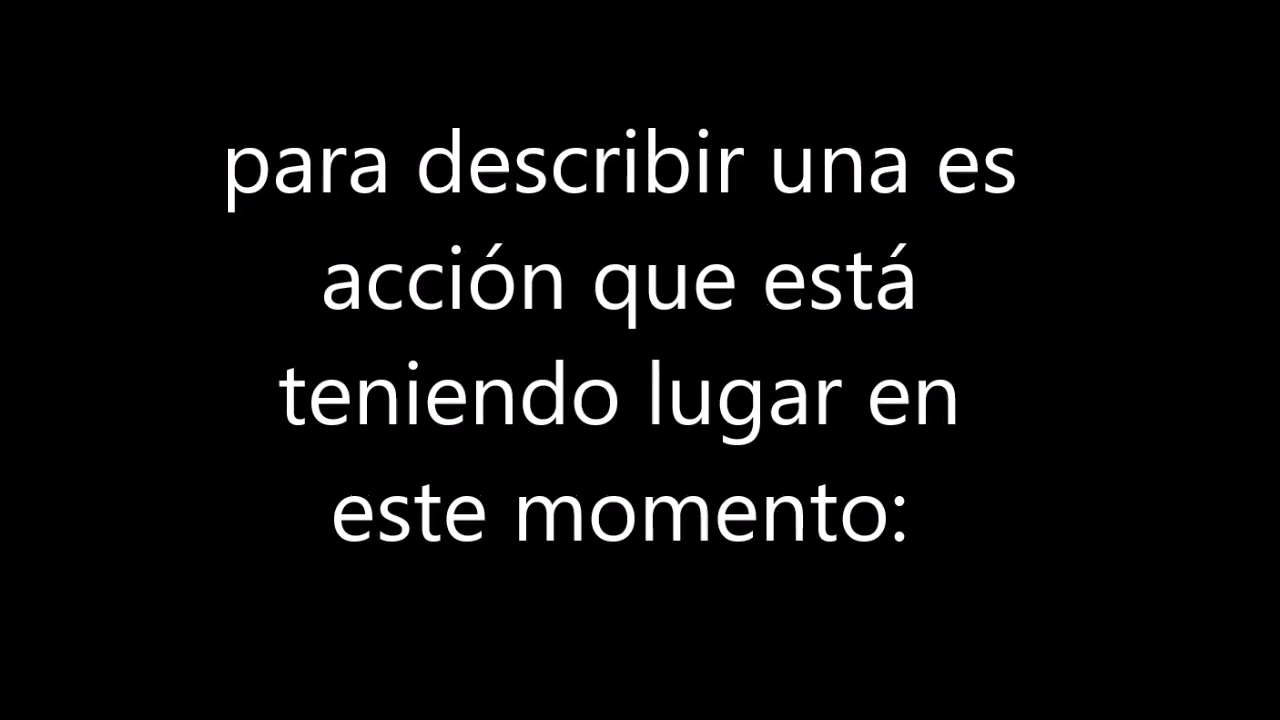 para describir una es
acción que está
teniendo lugar en
este momento: